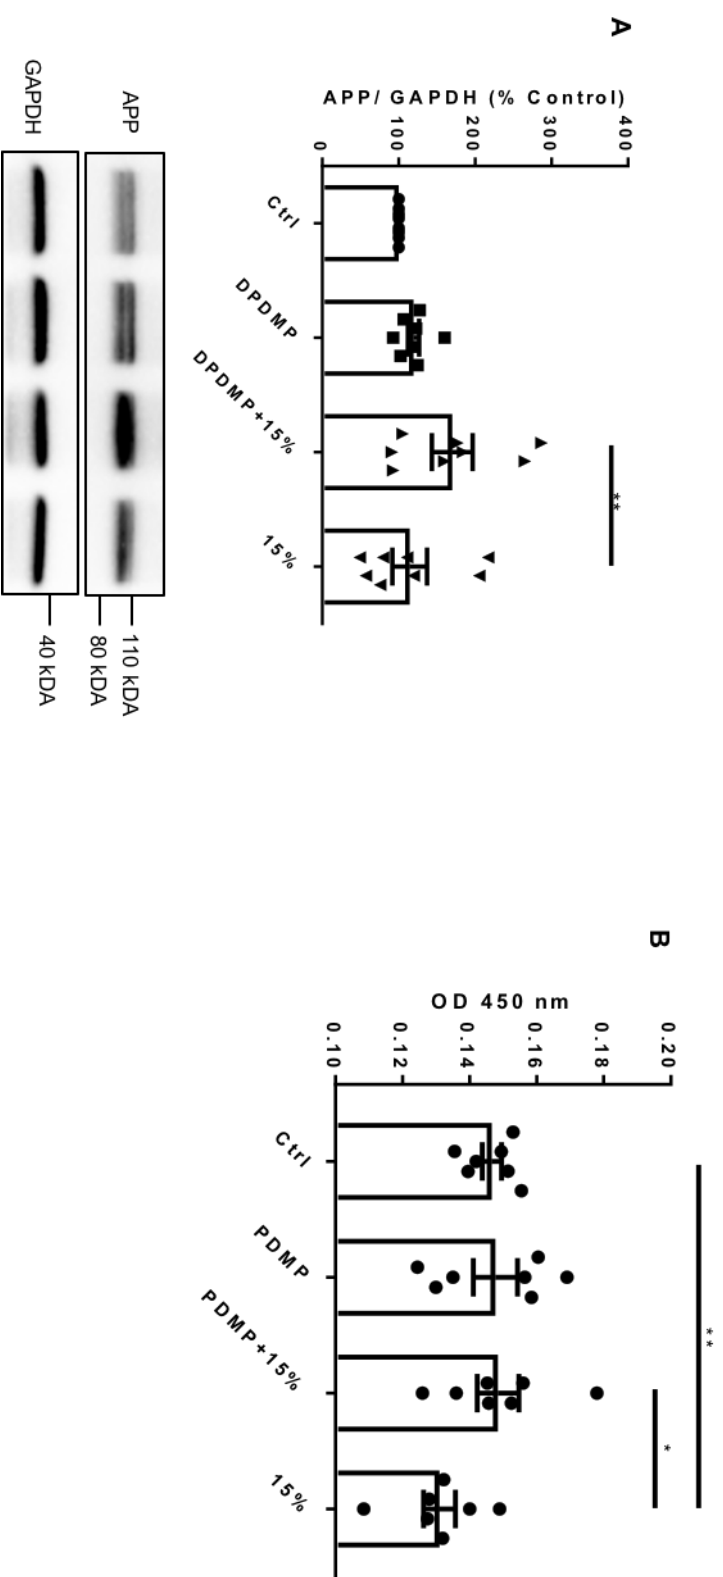 A
APP/ GAPDH (% Control)
400
300
200
100
0
Ctrl
DPDMP
DPDMP+15%
15%
**
APP
GAPDH
110 kDA
80 kDA
40 kDA
B
OD 450 nm
0.20
0.18
0.16
0.14
0.12
0.10
Ctrl
PDMP
PDMP+15%
15%
**
*